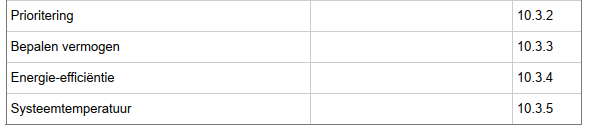 Prioritering 10.3.2
Bepalen vermogen 10.3.3
Energie-efficiëntie 10.3.4
Systeemtemperatuur 10.3.5